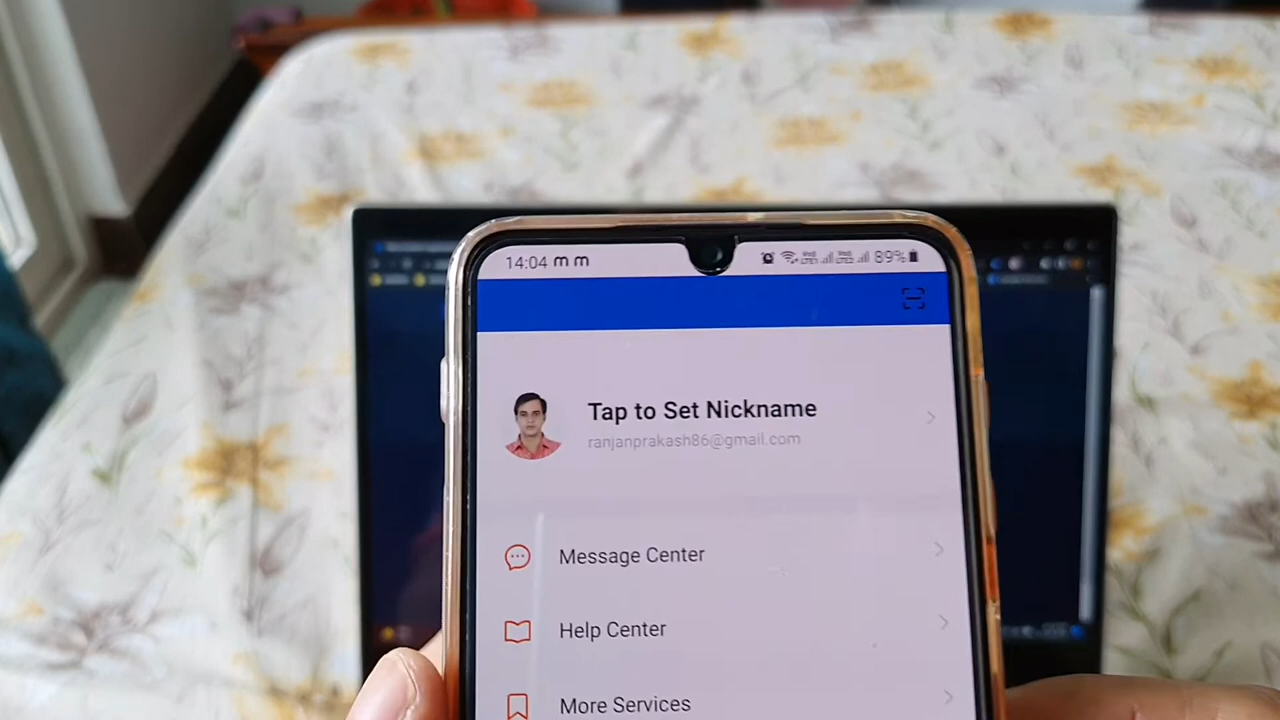 14:04 m m 89%
Tap to Set Nickname
ranjanprakash86@gmail.com
Message Center
Help Center
More Services